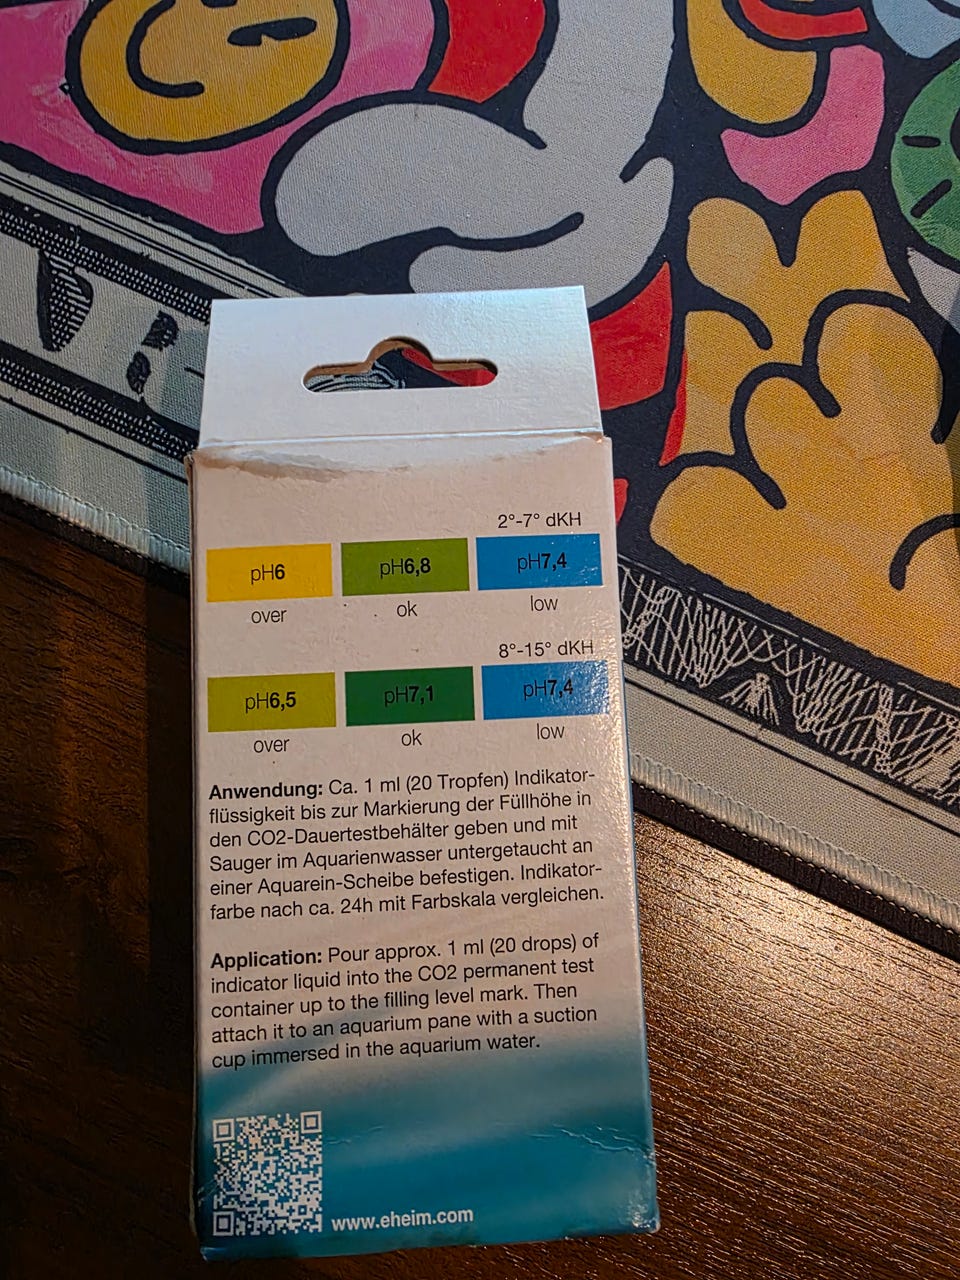 2°-7° dKH
pH6 pH6,8 pH7,4
over ok low
8°-15° dKH
pH6,5 pH7,1 pH7,4
over ok low
Anwendung: Ca. 1 ml (20 Tropfen) Indikator-
flüssigkeit bis zur Markierung der Füllhöhe in
den CO2-Dauertestbehälter geben und mit
Sauger im Aquarienwasser untergetaucht an
einer Aquarein-Scheibe befestigen. Indikator-
farbe nach ca. 24h mit Farbskala vergleichen.
Application: Pour approx. 1 ml (20 drops) of
indicator liquid into the CO2 permanent test
container up to the filling level mark. Then
attach it to an aquarium pane with a suction
cup immersed in the aquarium water.
www.eheim.com